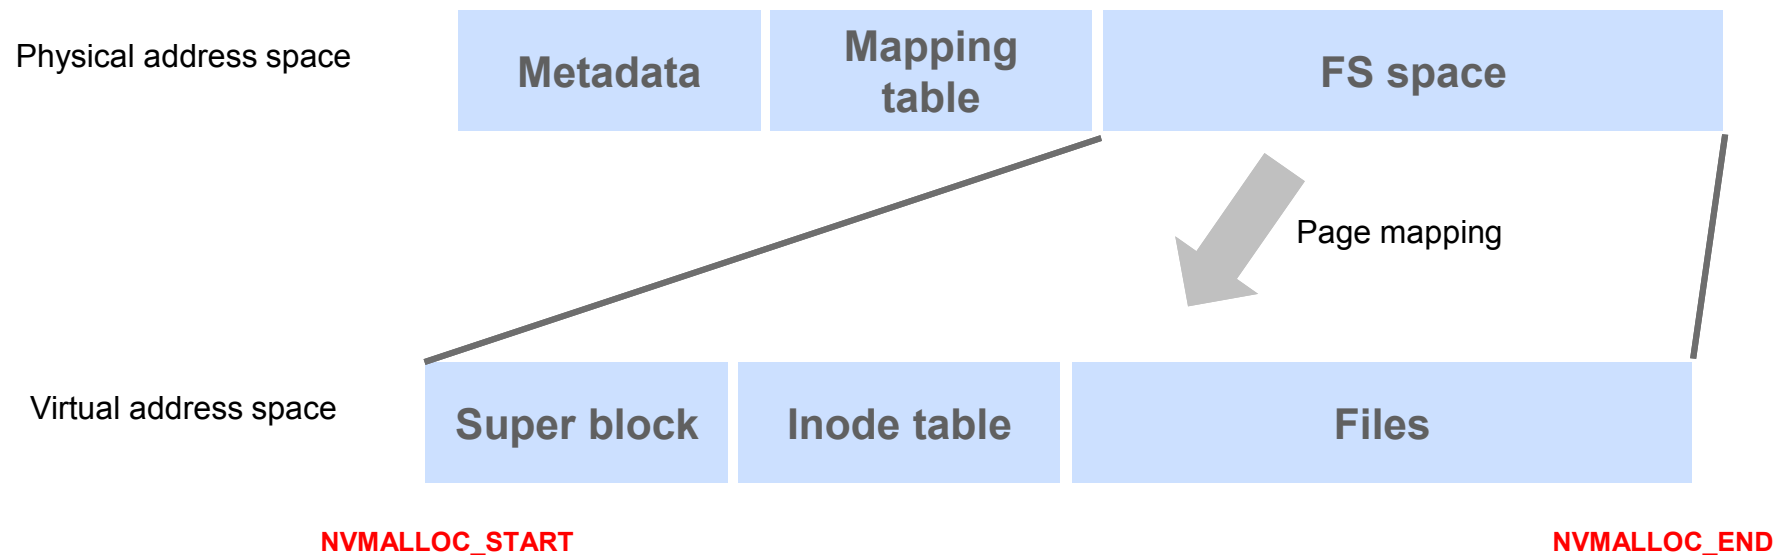 Physical address space
Metadata
Mapping
table
FS space
Page mapping
Virtual address space
Super block
Inode table
Files
NVMALLOC_START
NVMALLOC_END